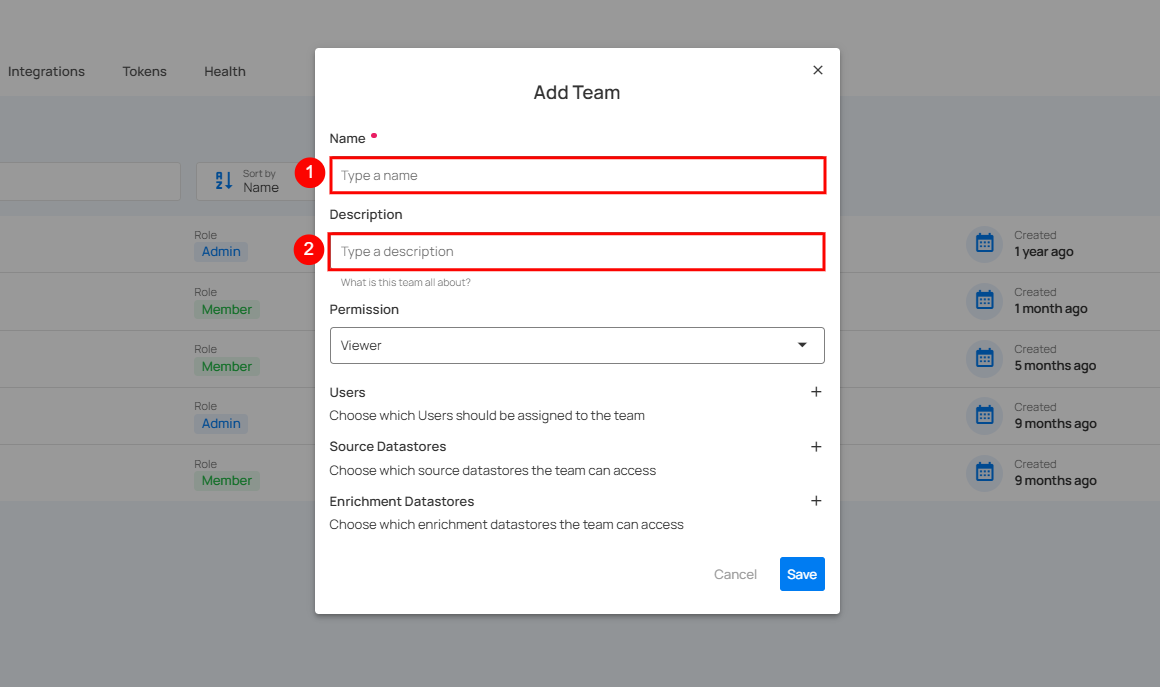 Integrations Tokens Health
Add Team
Name
1
Type a name
A
Z
Sort by
Name
Description
2
Type a description
What is this team all about?
Permission
Viewer
Users
Choose which Users should be assigned to the team
Source Datastores
Choose which source datastores the team can access
Enrichment Datastores
Choose which enrichment datastores the team can access
Cancel Save
Role
Admin
Created
1 year ago
Role
Member
Created
1 month ago
Role
Member
Created
5 months ago
Role
Admin
Created
9 months ago
Role
Member
Created
9 months ago